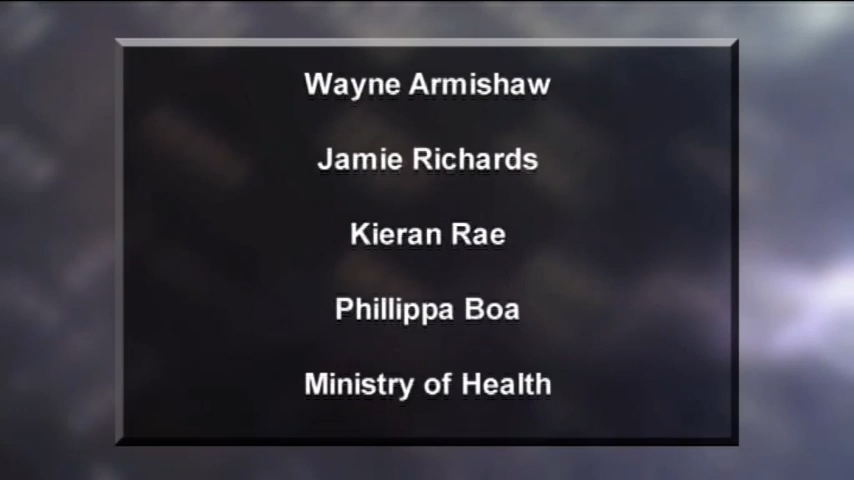 Wayne Armishaw
Jamie Richards
Kieran Rae
Phillippa Boa
Ministry of Health